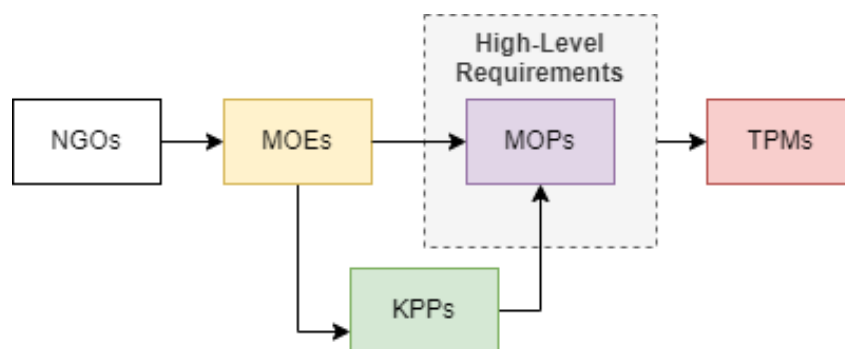 High-Level
Requirements
NGOs
MOEs
MOPs
TPMs
KPPs